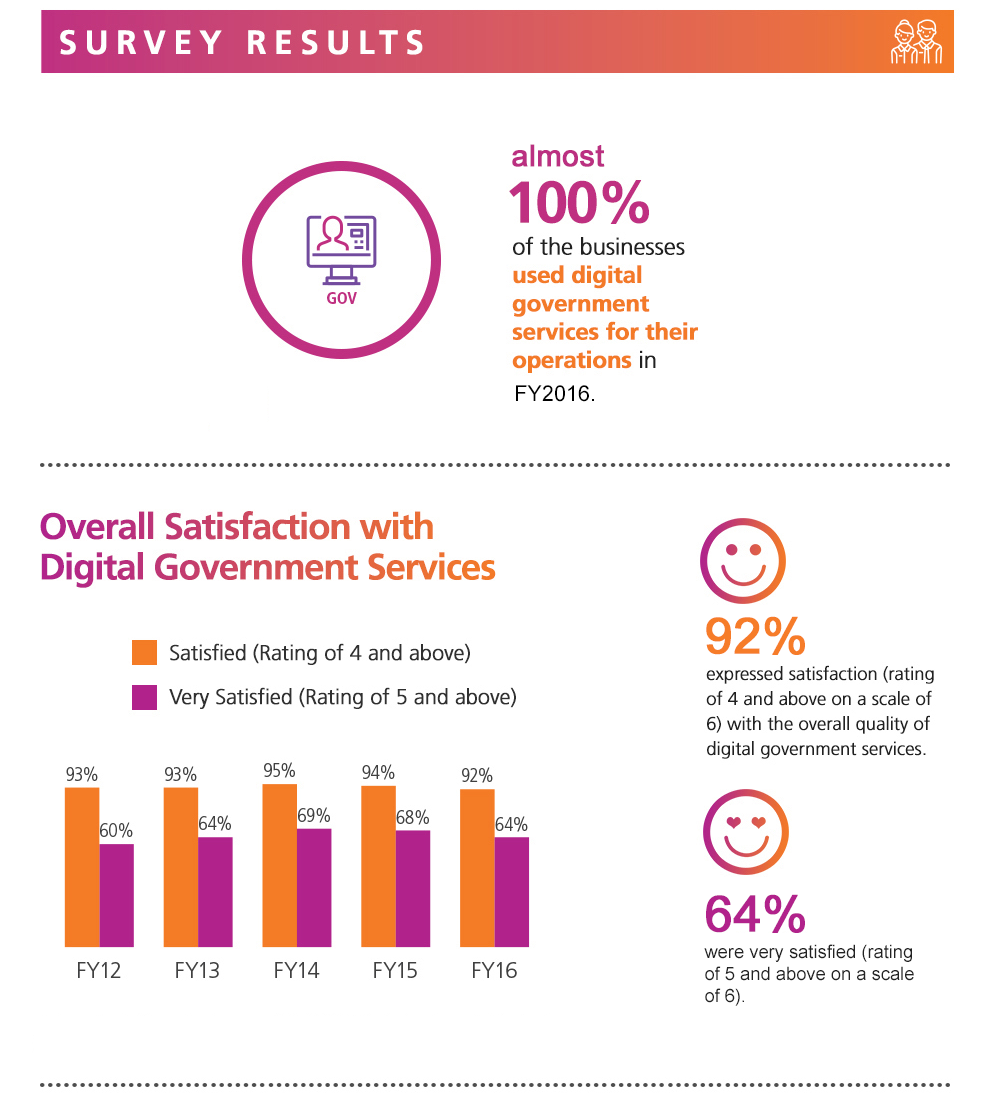 SURVEY RESULTS
GOV
almost
100%
of the businesses
used digital
government
services for their
operations in
FY2016.
Overall Satisfaction with
Digital Government Services
Satisfied (Rating of 4 and above)
Very Satisfied (Rating of 5 and above)
93% 60% 93% 64% 95% 69% 94% 68% 92% 64%
FY12 FY13 FY14 FY15 FY16
92%
expressed satisfaction (rating
of 4 and above on a scale of
6) with the overall quality of
digital government services.
64%
were very satisfied (rating
of 5 and above on a scale
of 6).